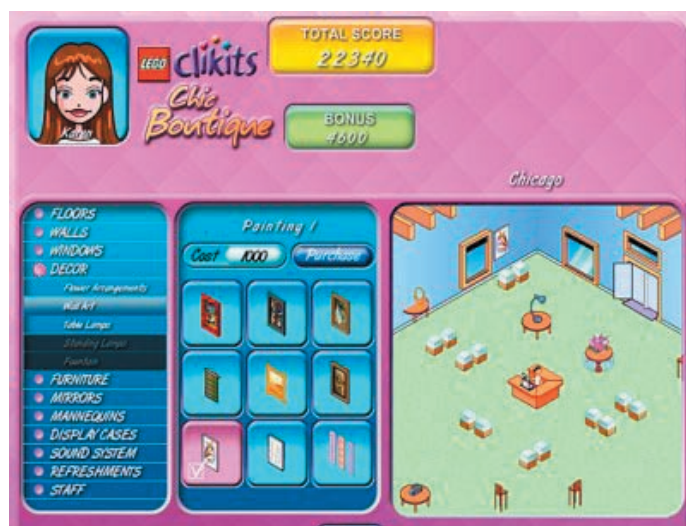 Karen
LEGO clikits
Chic
Boutique
TOTAL SCORE
22340
BONUS
4600
Chicago
FLOORS
WALLS
WINDOWS
DECOR
Flower Arrangements
Wall Art
Table Lamps
Standing Lamps
Fountain
FURNITURE
MIRRORS
MANNEQUINS
DISPLAY CASES
SOUND SYSTEM
REFRESHMENTS
STAFF
Painting 1
Cost 1000 Purchase